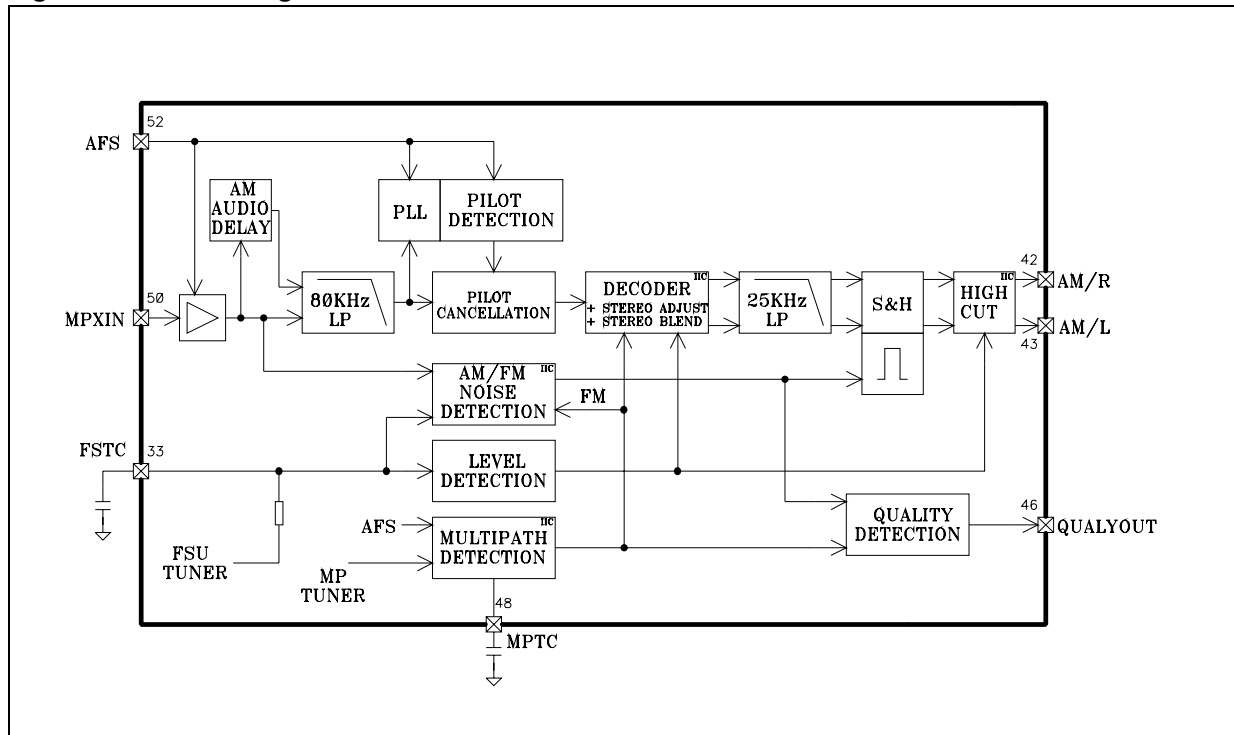 52
AFS
AM
AUDIO
DELAY
PLL
PILOT
DETECTION
50
MPXIN
80KHz
LP
PILOT
CANCELLATION
IIC
DECODER
+ STEREO ADJUST
+ STEREO BLEND
25KHz
LP
S&H
IIC
HIGH
CUT
42
AM/R
AM/L
43
IIC
AM/FM
NOISE
DETECTION
FM
33
FSTC
LEVEL
DETECTION
AFS
IIC
MULTIPATH
DETECTION
QUALITY
DETECTION
46
QUALYOUT
FSU
TUNER
MP
TUNER
48
MPTC